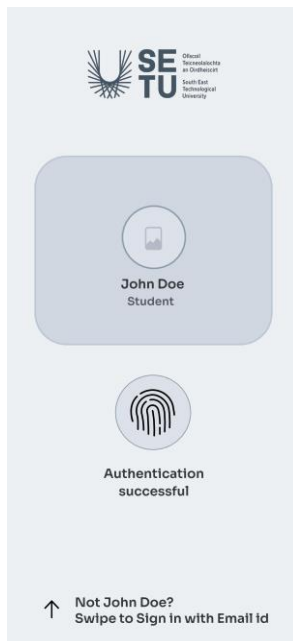 SE
TU
Ollscoil
Teicneolaíochta
an Oirdheiscirt
South East
Technological
University
John Doe
Student
Authentication
successful
Not John Doe?
Swipe to Sign in with Email id